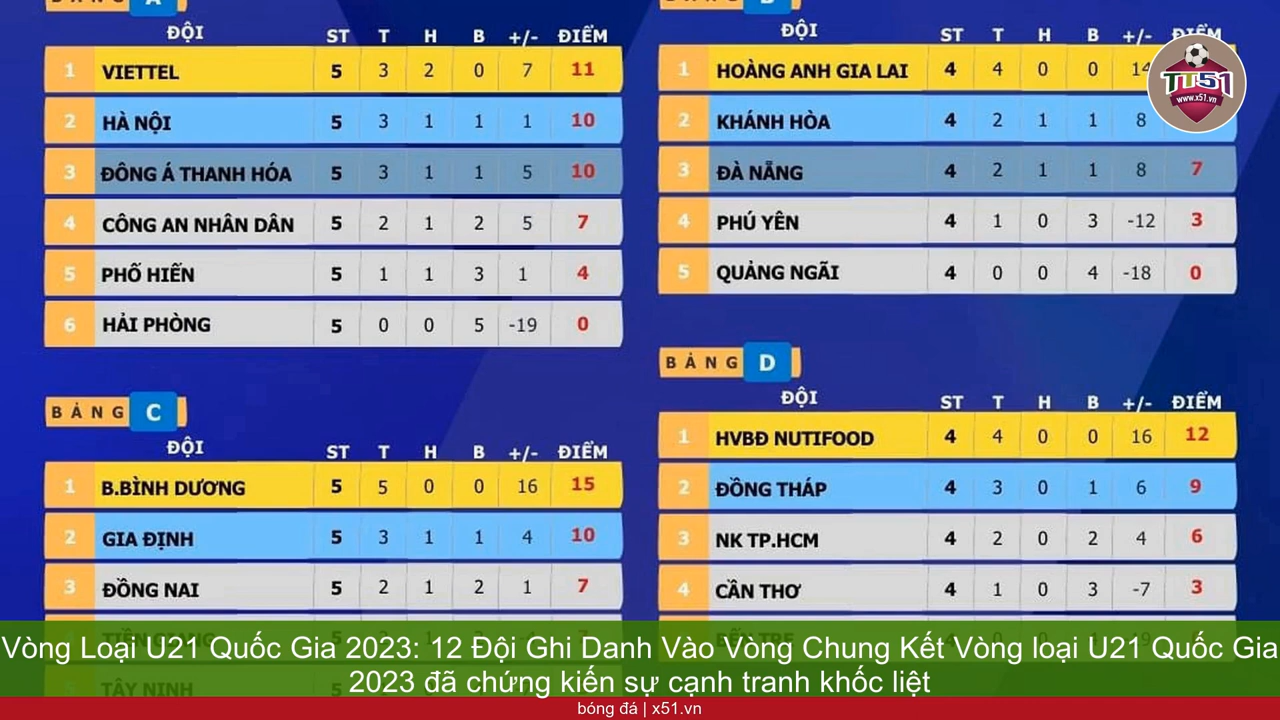 BẢNG A
ĐỘI ST T H B +/- ĐIỂM
1 VIETTEL 5 3 2 0 7 11
2 HÀ NỘI 5 3 1 1 1 10
3 ĐÔNG Á THANH HÓA 5 3 1 1 5 10
4 CÔNG AN NHÂN DÂN 5 2 1 2 5 7
5 PHỐ HIẾN 5 1 1 3 1 4
6 HẢI PHÒNG 5 0 0 5 -19 0
BẢNG B
ĐỘI ST T H B +/- ĐIỂM
1 HOÀNG ANH GIA LAI 4 4 0 0 14
2 KHÁNH HÒA 4 2 1 1 8
3 ĐÀ NẴNG 4 2 1 1 8 7
4 PHÚ YÊN 4 1 0 3 -12 3
5 QUẢNG NGÃI 4 0 0 4 -18 0
TT51
www.x51.vn
BẢNG C
ĐỘI ST T H B +/- ĐIỂM
1 B.BÌNH DƯƠNG 5 5 0 0 16 15
2 GIA ĐỊNH 5 3 1 1 4 10
3 ĐỒNG NAI 5 2 1 2 1 7
TÂY NINH
BẢNG D
ĐỘI ST T H B +/- ĐIỂM
1 HVBĐ NUTIFOOD 4 4 0 0 16 12
2 ĐỒNG THÁP 4 3 0 1 6 9
3 NK TP.HCM 4 2 0 2 4 6
4 CẦN THƠ 4 1 0 3 -7 3
Vòng Loại U21 Quốc Gia 2023: 12 Đội Ghi Danh Vào Vòng Chung Kết Vòng loại U21 Quốc Gia
2023 đã chứng kiến sự cạnh tranh khốc liệt
bóng đá | x51.vn